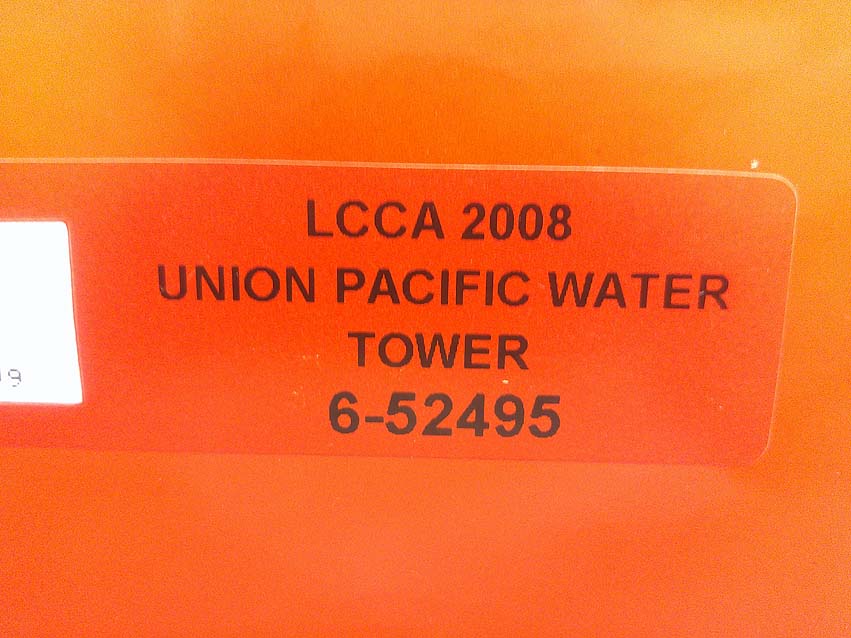 LCCA 2008
UNION PACIFIC WATER
TOWER
6-52495